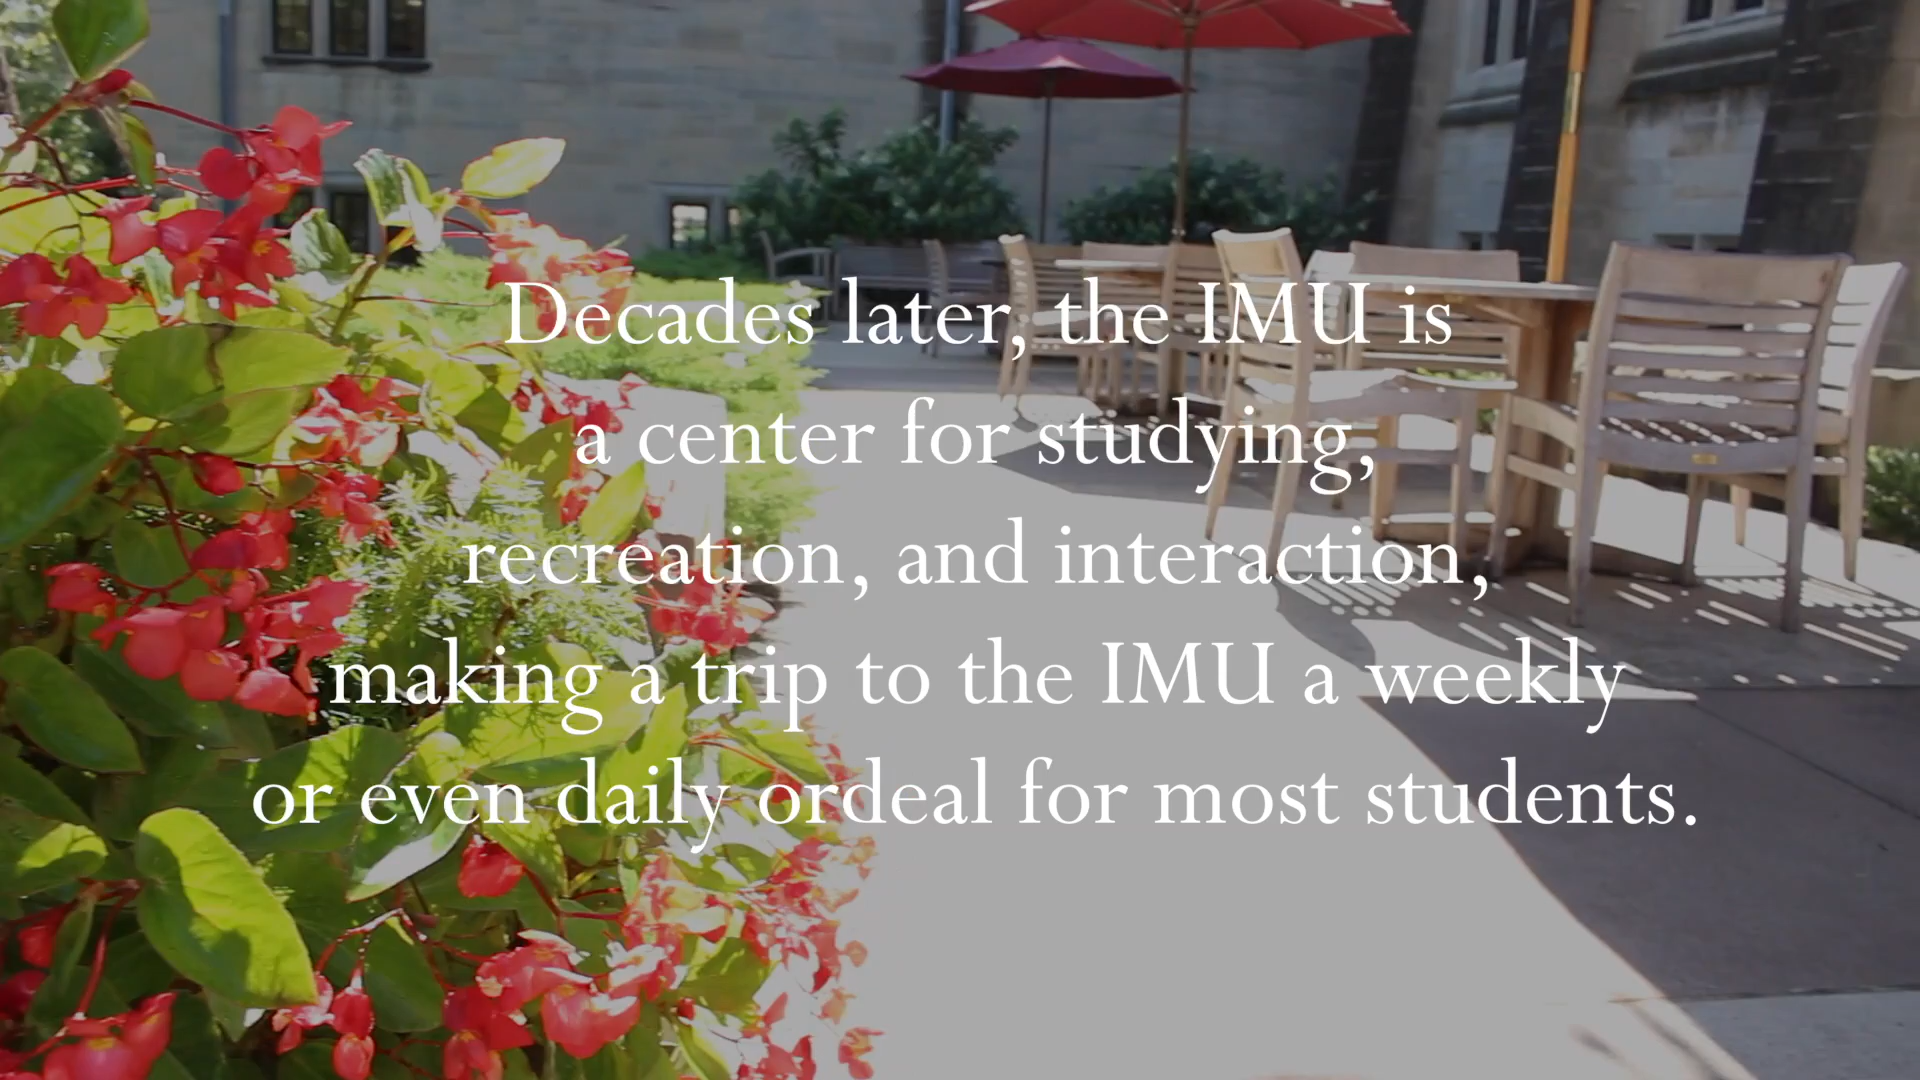 Decades later, the IMU is
a center for studying,
recreation, and interaction,
making a trip to the IMU a weekly
or even daily ordeal for most students.